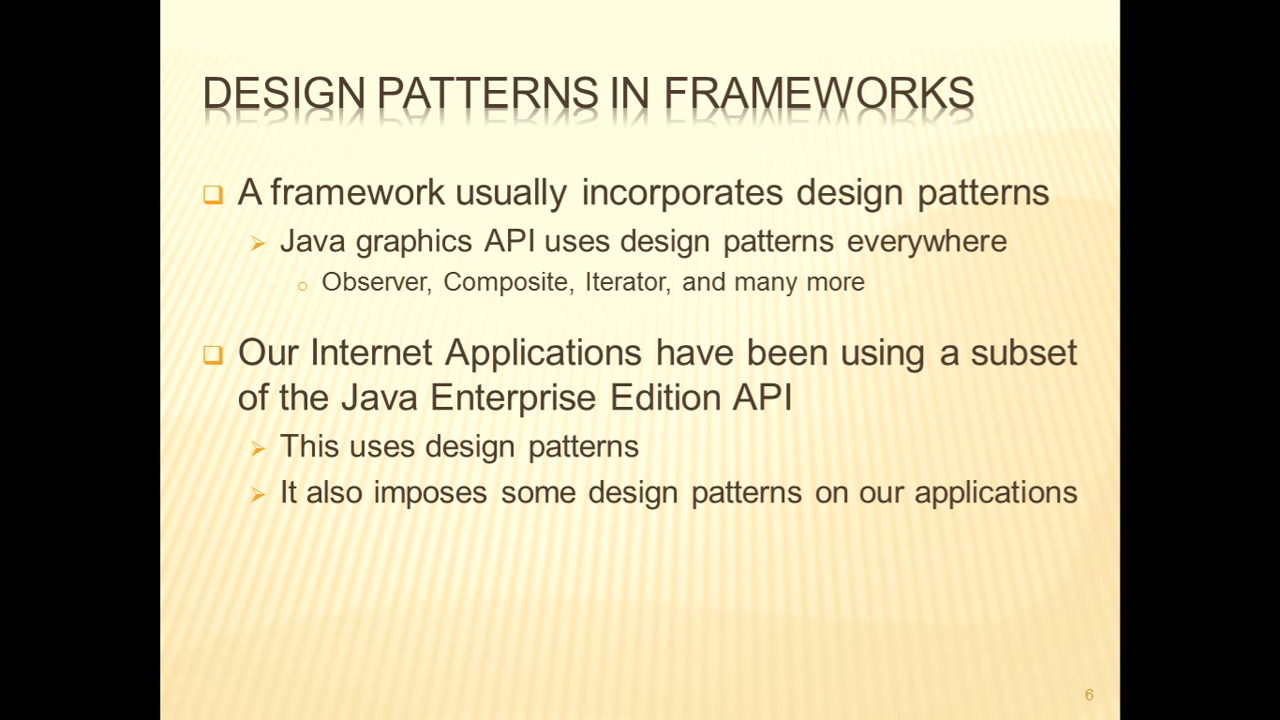 DESIGN PATTERNS IN FRAMEWORKS
A framework usually incorporates design patterns
Java graphics API uses design patterns everywhere
Observer, Composite, Iterator, and many more
Our Internet Applications have been using a subset
of the Java Enterprise Edition API
This uses design patterns
It also imposes some design patterns on our applications
6